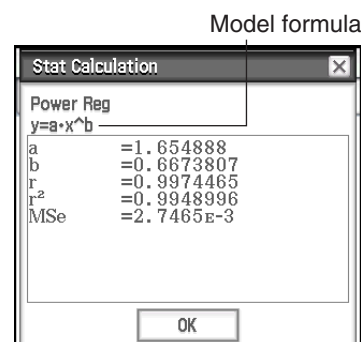 Model formula
Stat Calculation
Power Reg
y=a·x^b
a =1.654888
b =0.6673807
r =0.9974465
r² =0.9948996
MSe =2.7465E-3
OK